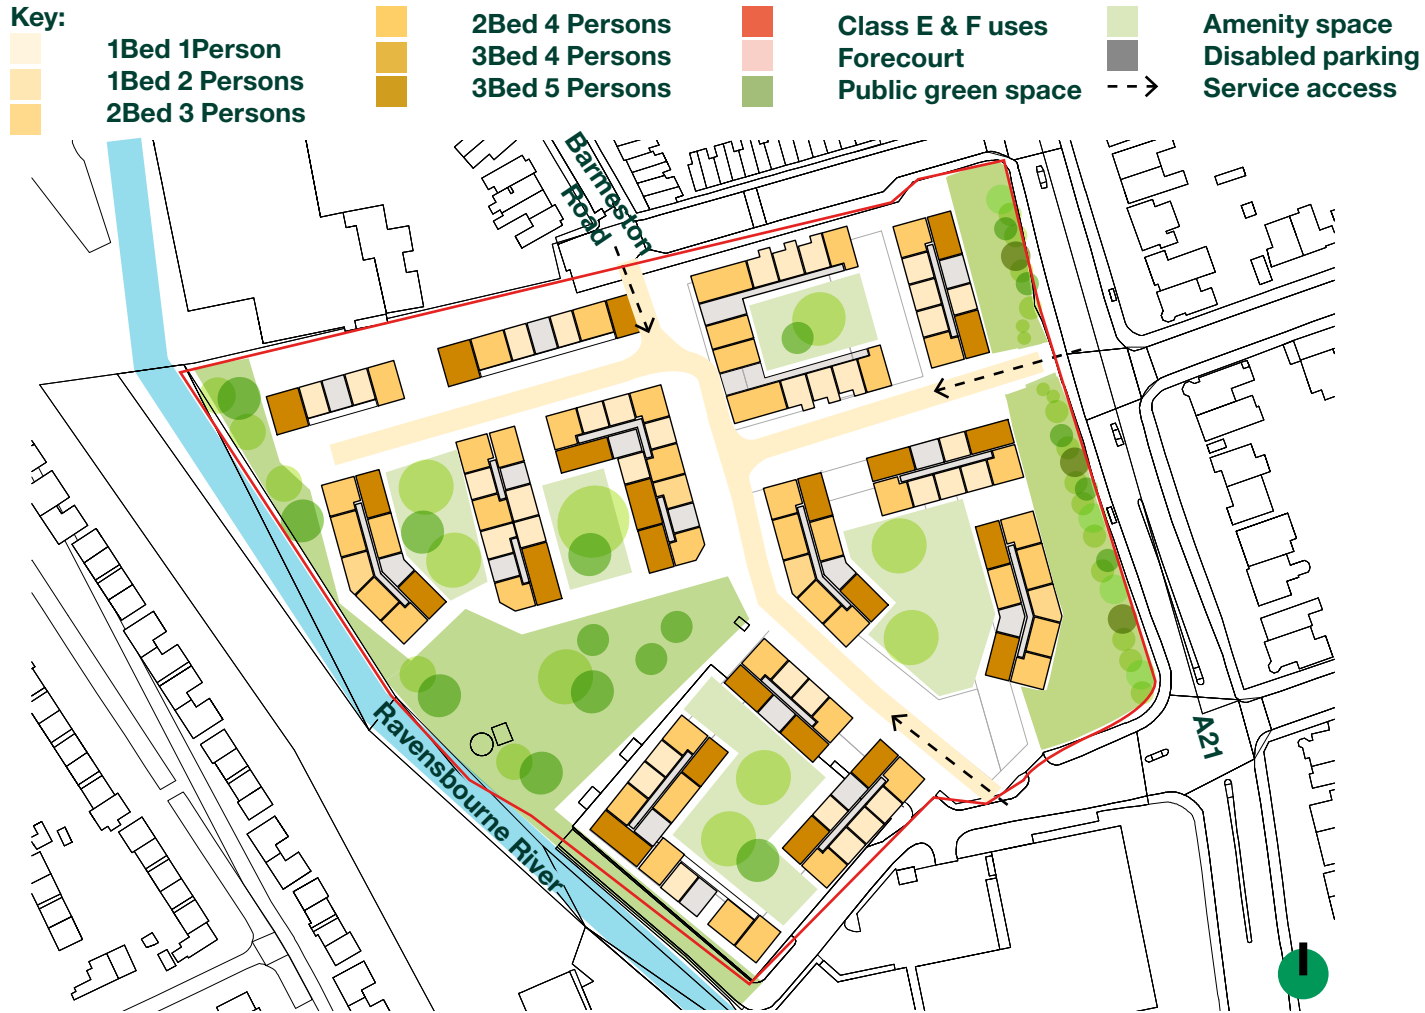 Key:
1Bed 1Person
1Bed 2 Persons
2Bed 3 Persons
2Bed 4 Persons
3Bed 4 Persons
3Bed 5 Persons
Class E & F uses
Forecourt
Public green space
Amenity space
Disabled parking
Service access
Barmeston
Road
Ravensbourne River
A21